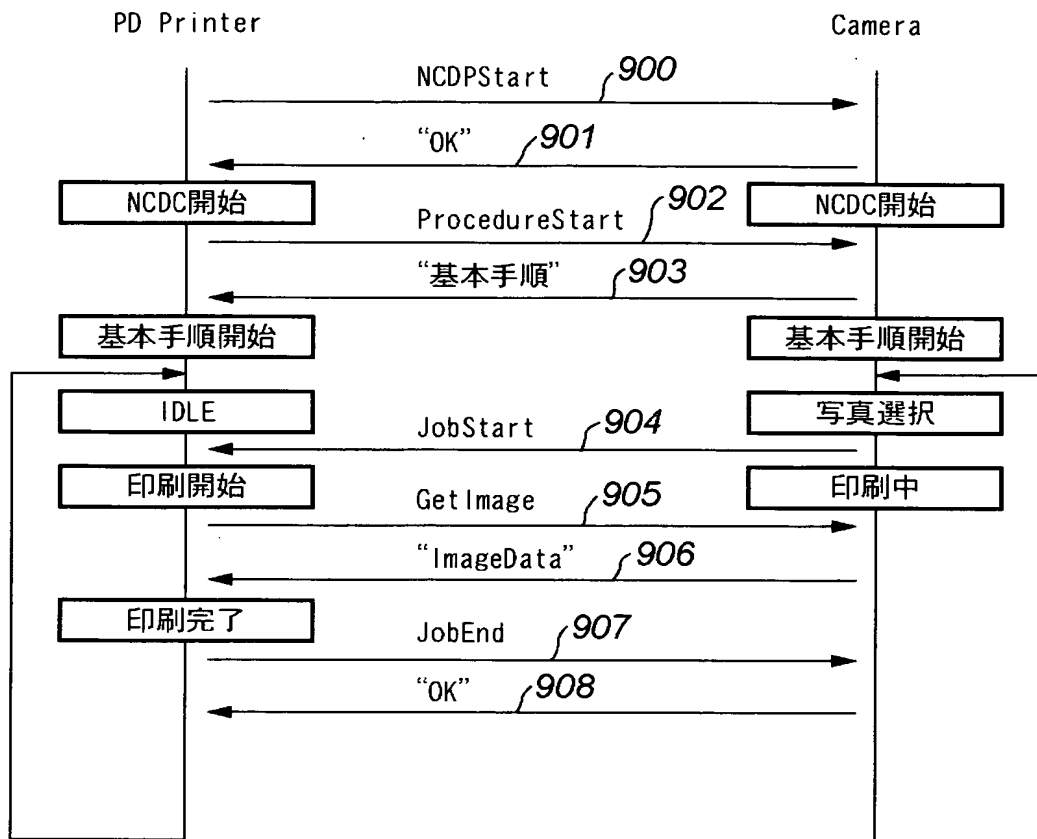 PD Printer
Camera
NCDPStart
900
“OK”
901
NCDC開始
NCDC開始
ProcedureStart
902
“基本手順”
903
基本手順開始
基本手順開始
IDLE
写真選択
JobStart
904
印刷開始
印刷中
GetImage
905
“ImageData”
906
印刷完了
JobEnd
907
“OK”
908